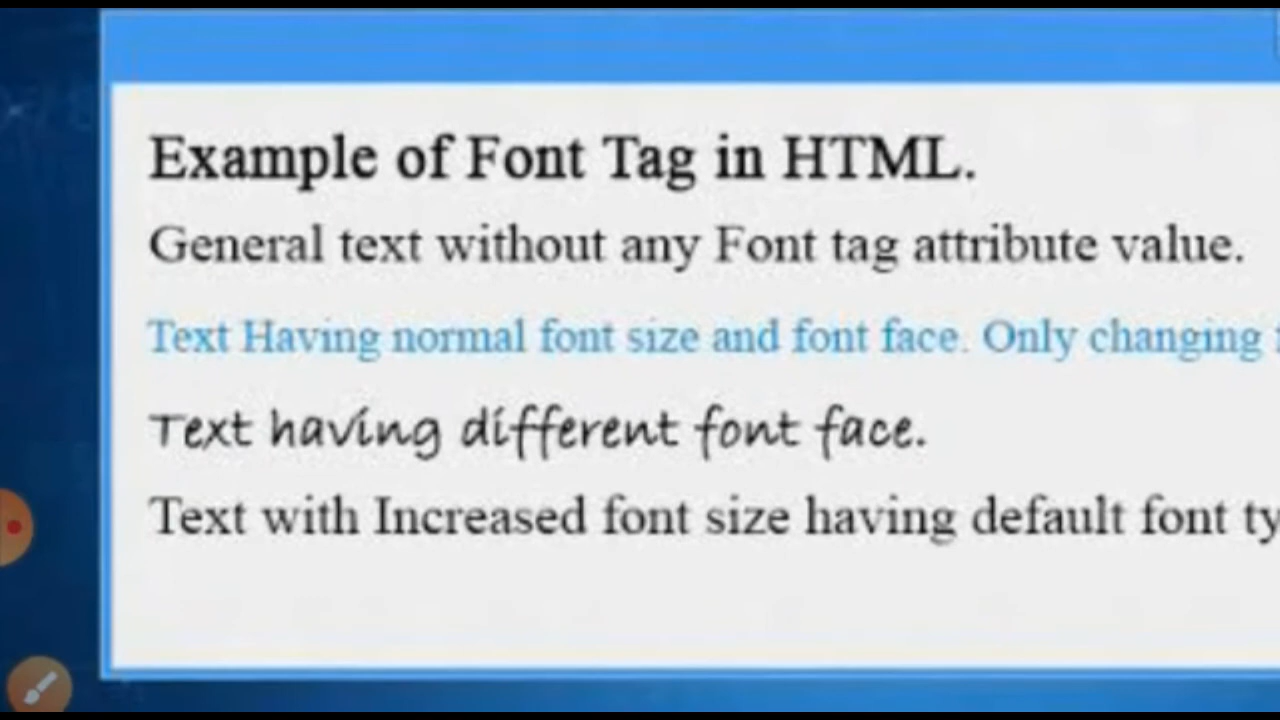 Example of Font Tag in HTML.
General text without any Font tag attribute value.
Text Having normal font size and font face. Only changing
Text having different font face.
Text with Increased font size having default font ty